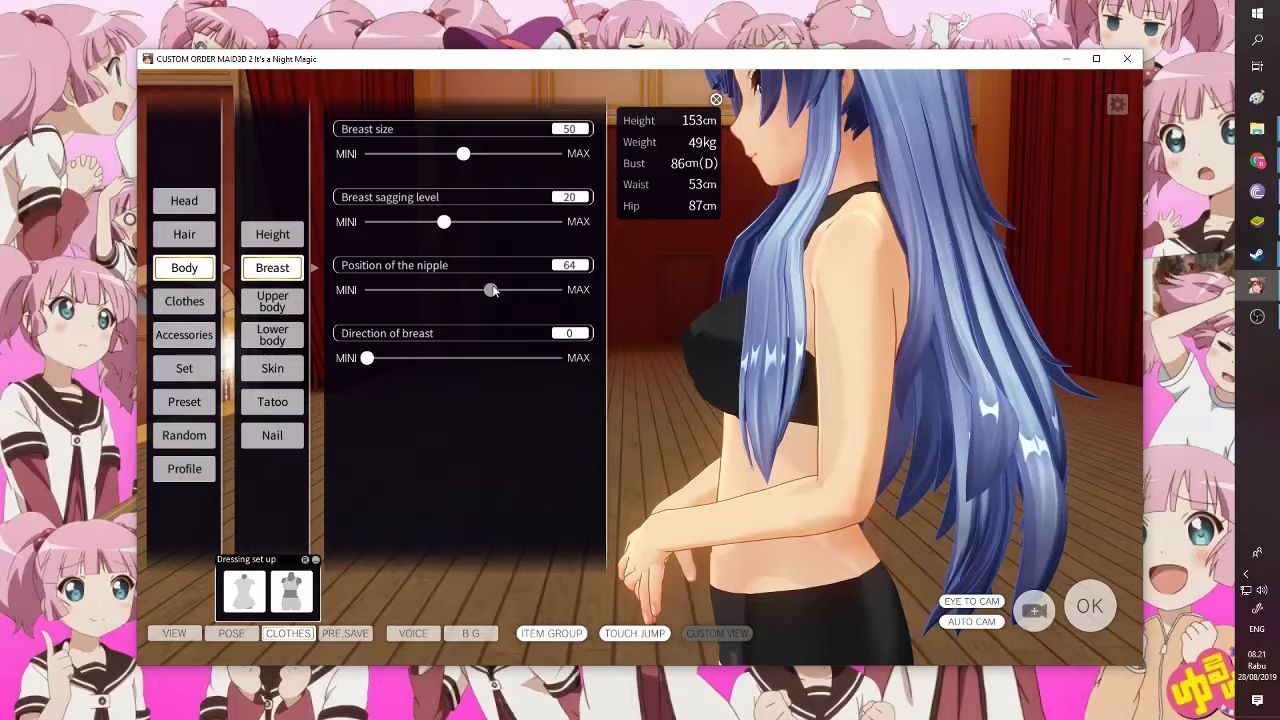 CUSTOM ORDER MAID3D 2 It's a Night Magic
Head
Hair
Body
Clothes
Accessories
Set
Preset
Random
Profile
Height
Breast
Upper
body
Lower
body
Skin
Tatoo
Nail
Breast size 50
MINI MAX
Breast sagging level 20
MINI MAX
Position of the nipple 64
MINI MAX
Direction of breast 0
MINI MAX
Height 153cm
Weight 49kg
Bust 86cm(D)
Waist 53cm
Hip 87cm
Dressing set up
EYE TO CAM
AUTO CAM
OK
VIEW POSE CLOTHES PRE.SAVE VOICE B G ITEM GROUP TOUCH JUMP CUSTOM VIEW
ENG
08.21
Rabu
28/08/2019